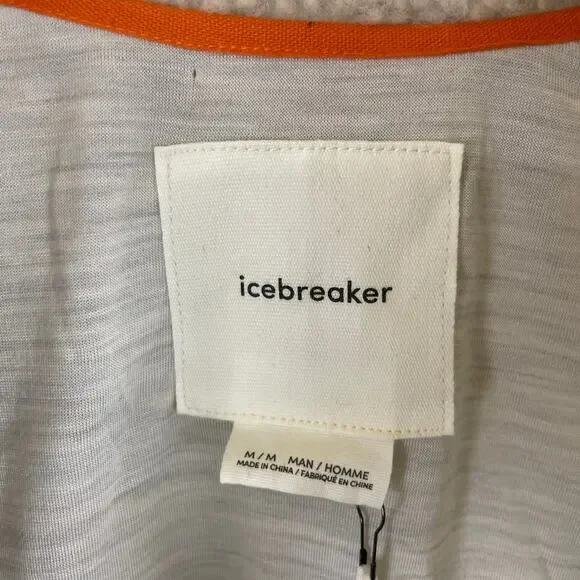 icebreaker
M / M MAN / HOMME
MADE IN CHINA / FABRIQUÉ EN CHINE